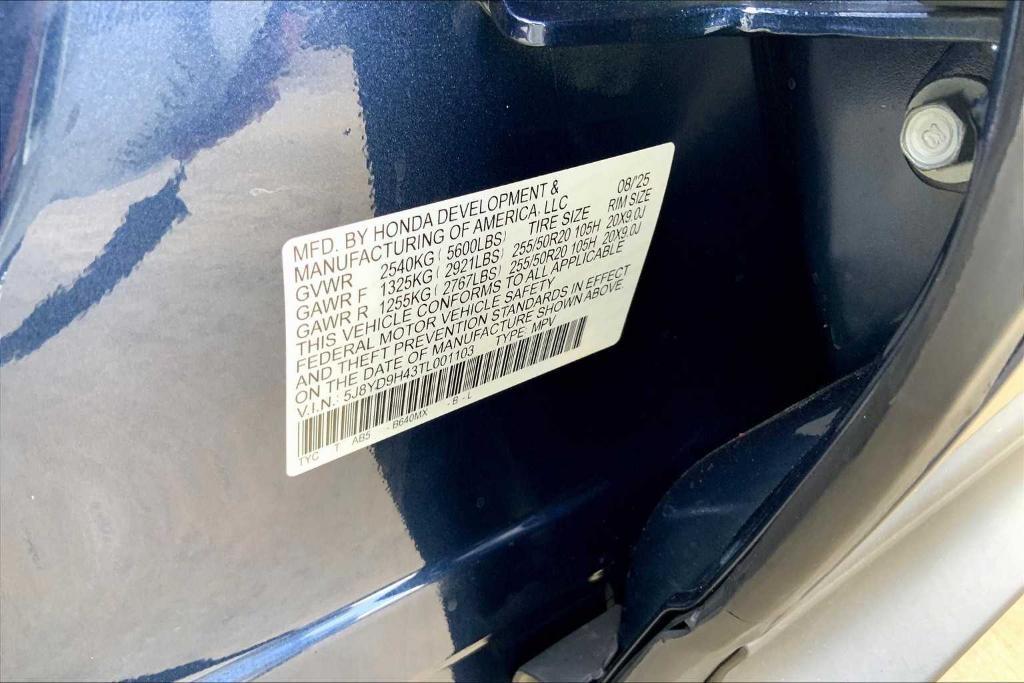 MFD. BY HONDA DEVELOPMENT & 08/'25
MANUFACTURING OF AMERICA, LLC
TIRE SIZE RIM SIZE
GVWR 2540KG ( 5600LBS)
GAWR F 1325KG ( 2921LBS) 255/50R20 105H 20X9.0J
GAWR R 1255KG ( 2767LBS) 255/50R20 105H 20X9.0J
THIS VEHICLE CONFORMS TO ALL APPLICABLE
FEDERAL MOTOR VEHICLE SAFETY
AND THEFT PREVENTION STANDARDS IN EFFECT
ON THE DATE OF MANUFACTURE SHOWN ABOVE.
V.I.N.: 5J8YD9H43TL001103 TYPE: MPV
TYC T AB5 - B640MX - B - L